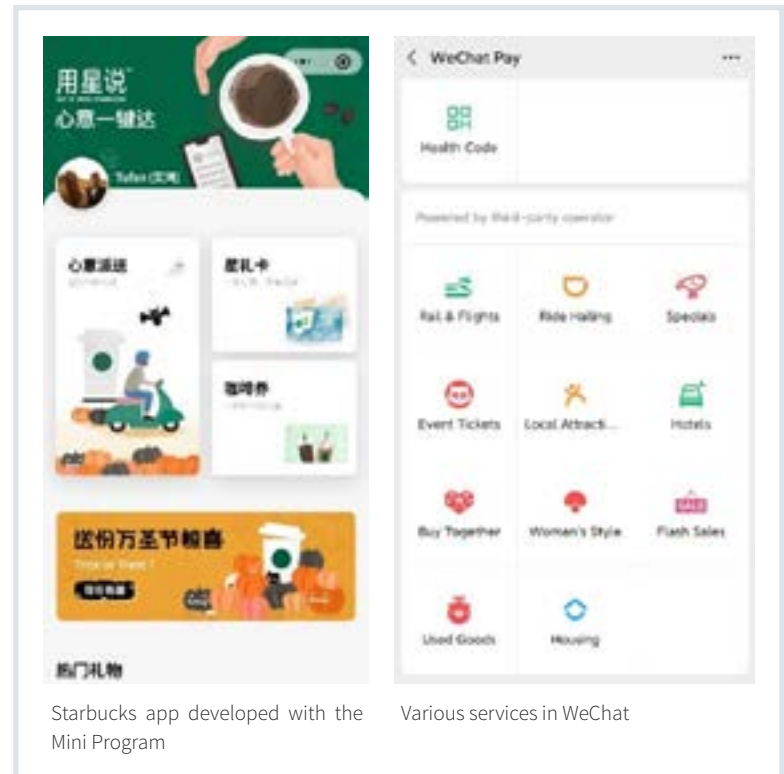 用星说
心意一键达
心意派送
星礼卡
咖啡券
送份万圣节惊喜
Trick or Treat?
热门礼物
WeChat Pay
Health Code
Powered by third-party operator
Rail & Flights
Ride Hailing
Specials
Event Tickets
Local Attracti...
Hotels
Buy Together
Women's Style
Flash Sales
SALE
Used Goods
Housing
Starbucks app developed with the
Mini Program
Various services in WeChat